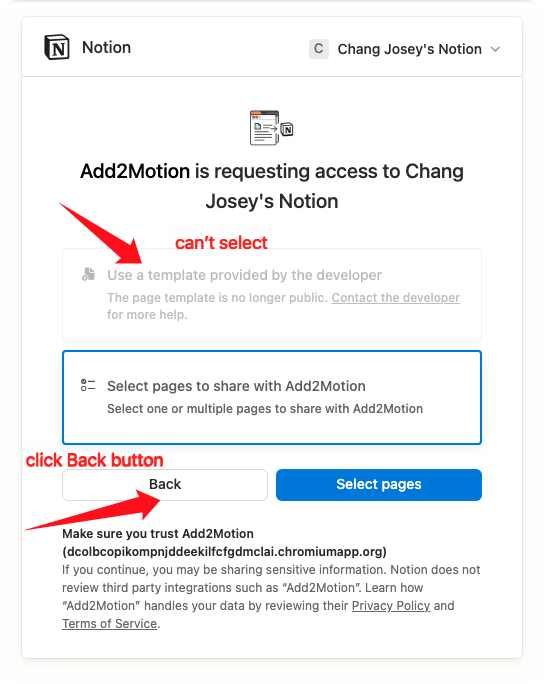 Notion
C Chang Josey's Notion
Add2Motion is requesting access to Chang
Josey's Notion
can't select
Use a template provided by the developer
The page template is no longer public. Contact the developer
for more help.
Select pages to share with Add2Motion
Select one or multiple pages to share with Add2Motion
click Back button
Back
Select pages
Make sure you trust Add2Motion
(dcolbcopikompnjddeekilfcfgdmclai.chromiumapp.org)
If you continue, you may be sharing sensitive information. Notion does not
review third party integrations such as “Add2Motion”. Learn how
“Add2Motion” handles your data by reviewing their Privacy Policy and
Terms of Service.